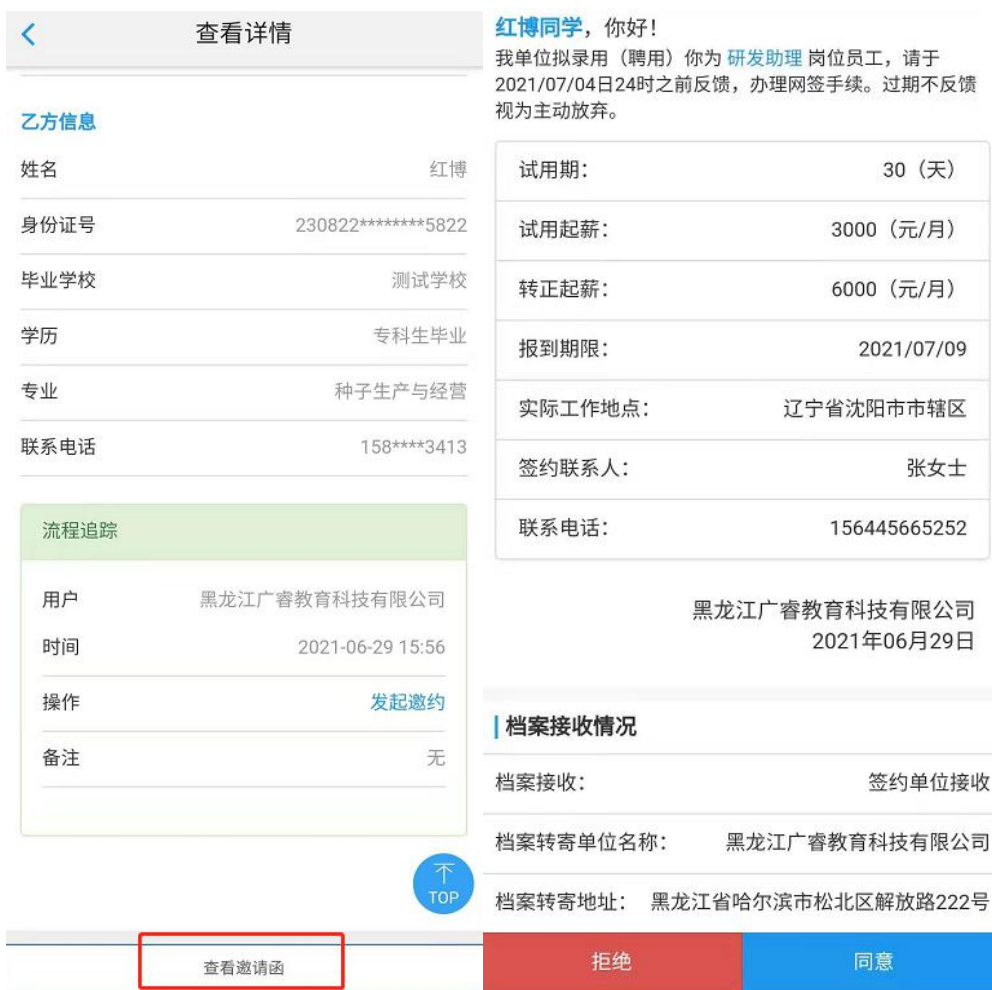 查看详情
乙方信息
姓名 红博
身份证号 230822********5822
毕业学校 测试学校
学历 专科生毕业
专业 种子生产与经营
联系电话 158****3413
流程追踪
用户 黑龙江广睿教育科技有限公司
时间 2021-06-29 15:56
操作 发起邀约
备注 无
TOP
查看邀请函
红博同学，你好！
我单位拟录用（聘用）你为 研发助理 岗位员工，请于
2021/07/04日24时之前反馈，办理网签手续。过期不反馈
视为主动放弃。
试用期： 30（天）
试用起薪： 3000（元/月）
转正起薪： 6000（元/月）
报到期限： 2021/07/09
实际工作地点： 辽宁省沈阳市市辖区
签约联系人： 张女士
联系电话： 156445665252
黑龙江广睿教育科技有限公司
2021年06月29日
档案接收情况
档案接收： 签约单位接收
档案转寄单位名称： 黑龙江广睿教育科技有限公司
档案转寄地址： 黑龙江省哈尔滨市松北区解放路222号
拒绝 同意